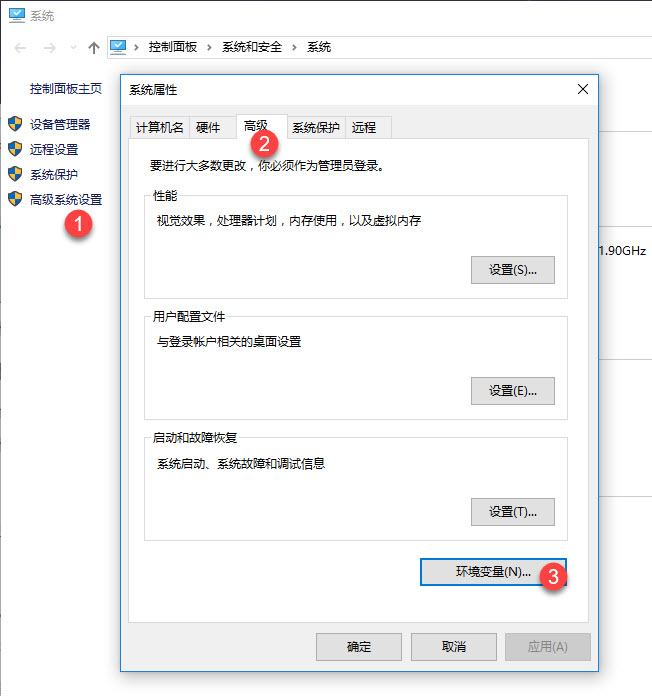 系统
控制面板 › 系统和安全 › 系统
控制面板主页
设备管理器
远程设置
系统保护
高级系统设置
1
系统属性
计算机名 硬件 高级 系统保护 远程
2
要进行大多数更改，你必须作为管理员登录。
性能
视觉效果，处理器计划，内存使用，以及虚拟内存
设置(S)...
用户配置文件
与登录帐户相关的桌面设置
设置(E)...
启动和故障恢复
系统启动、系统故障和调试信息
设置(T)...
环境变量(N)...
3
确定 取消 应用(A)
1.90GHz